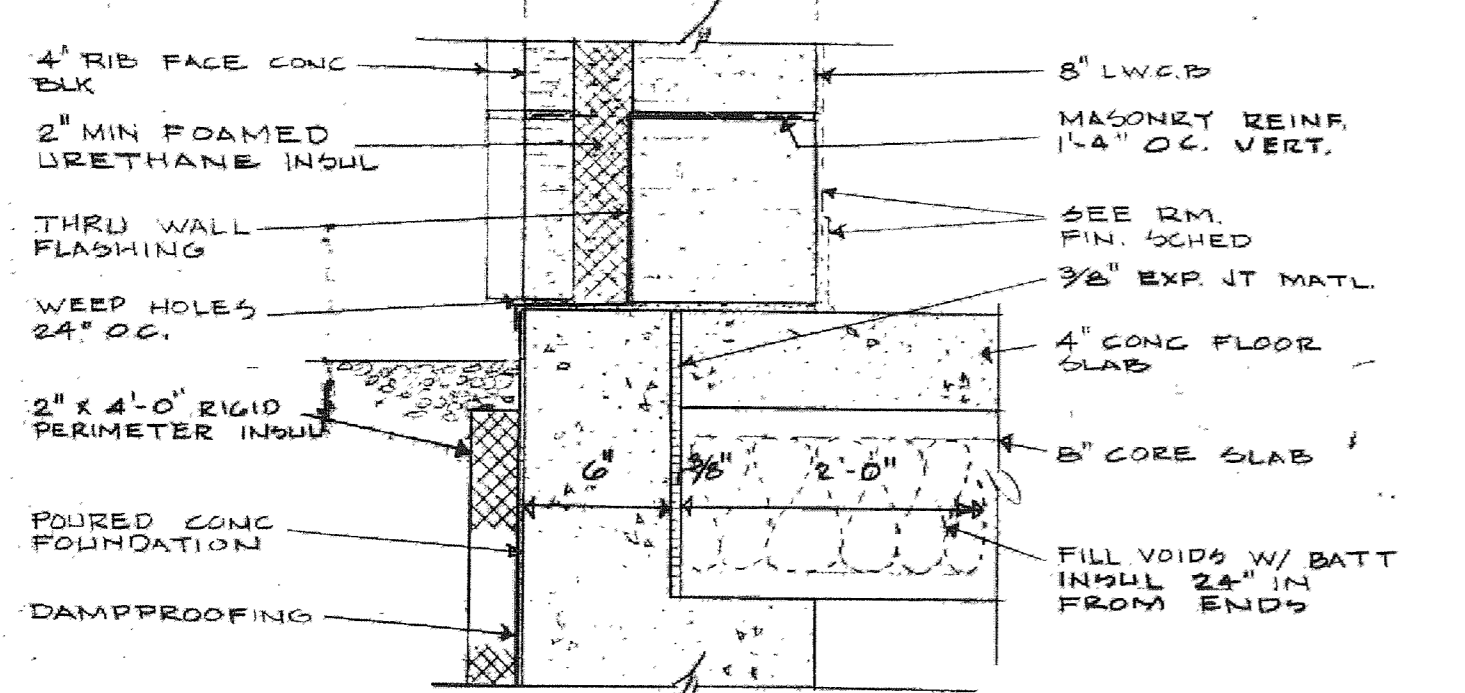 4" RIB FACE CONC
BLK
2" MIN FOAMED
URETHANE INSUL
THRU WALL
FLASHING
WEEP HOLES
24" O.C.
2" X 4'-0" RIGID
PERIMETER INSUL
POURED CONC
FOUNDATION
DAMPPROOFING
6"
3/8"
2'-0"
8" L.W.C.B
MASONRY REINF.
1'-4" O.C. VERT.
SEE RM.
FIN. SCHED
3/8" EXP. JT MATL.
4" CONC FLOOR
SLAB
8" CORE SLAB
FILL VOIDS W/ BATT
INSUL 24" IN
FROM ENDS